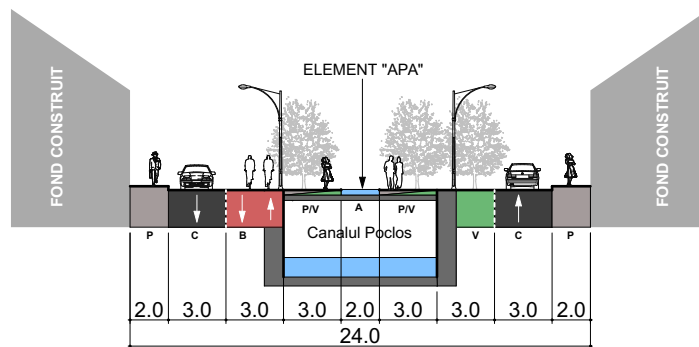 ELEMENT "APA"
FOND CONSTRUIT
FOND CONSTRUIT
P/V A P/V
P C B V C P
Canalul Poclos
2.0 3.0 3.0 3.0 2.0 3.0 3.0 3.0 2.0
24.0